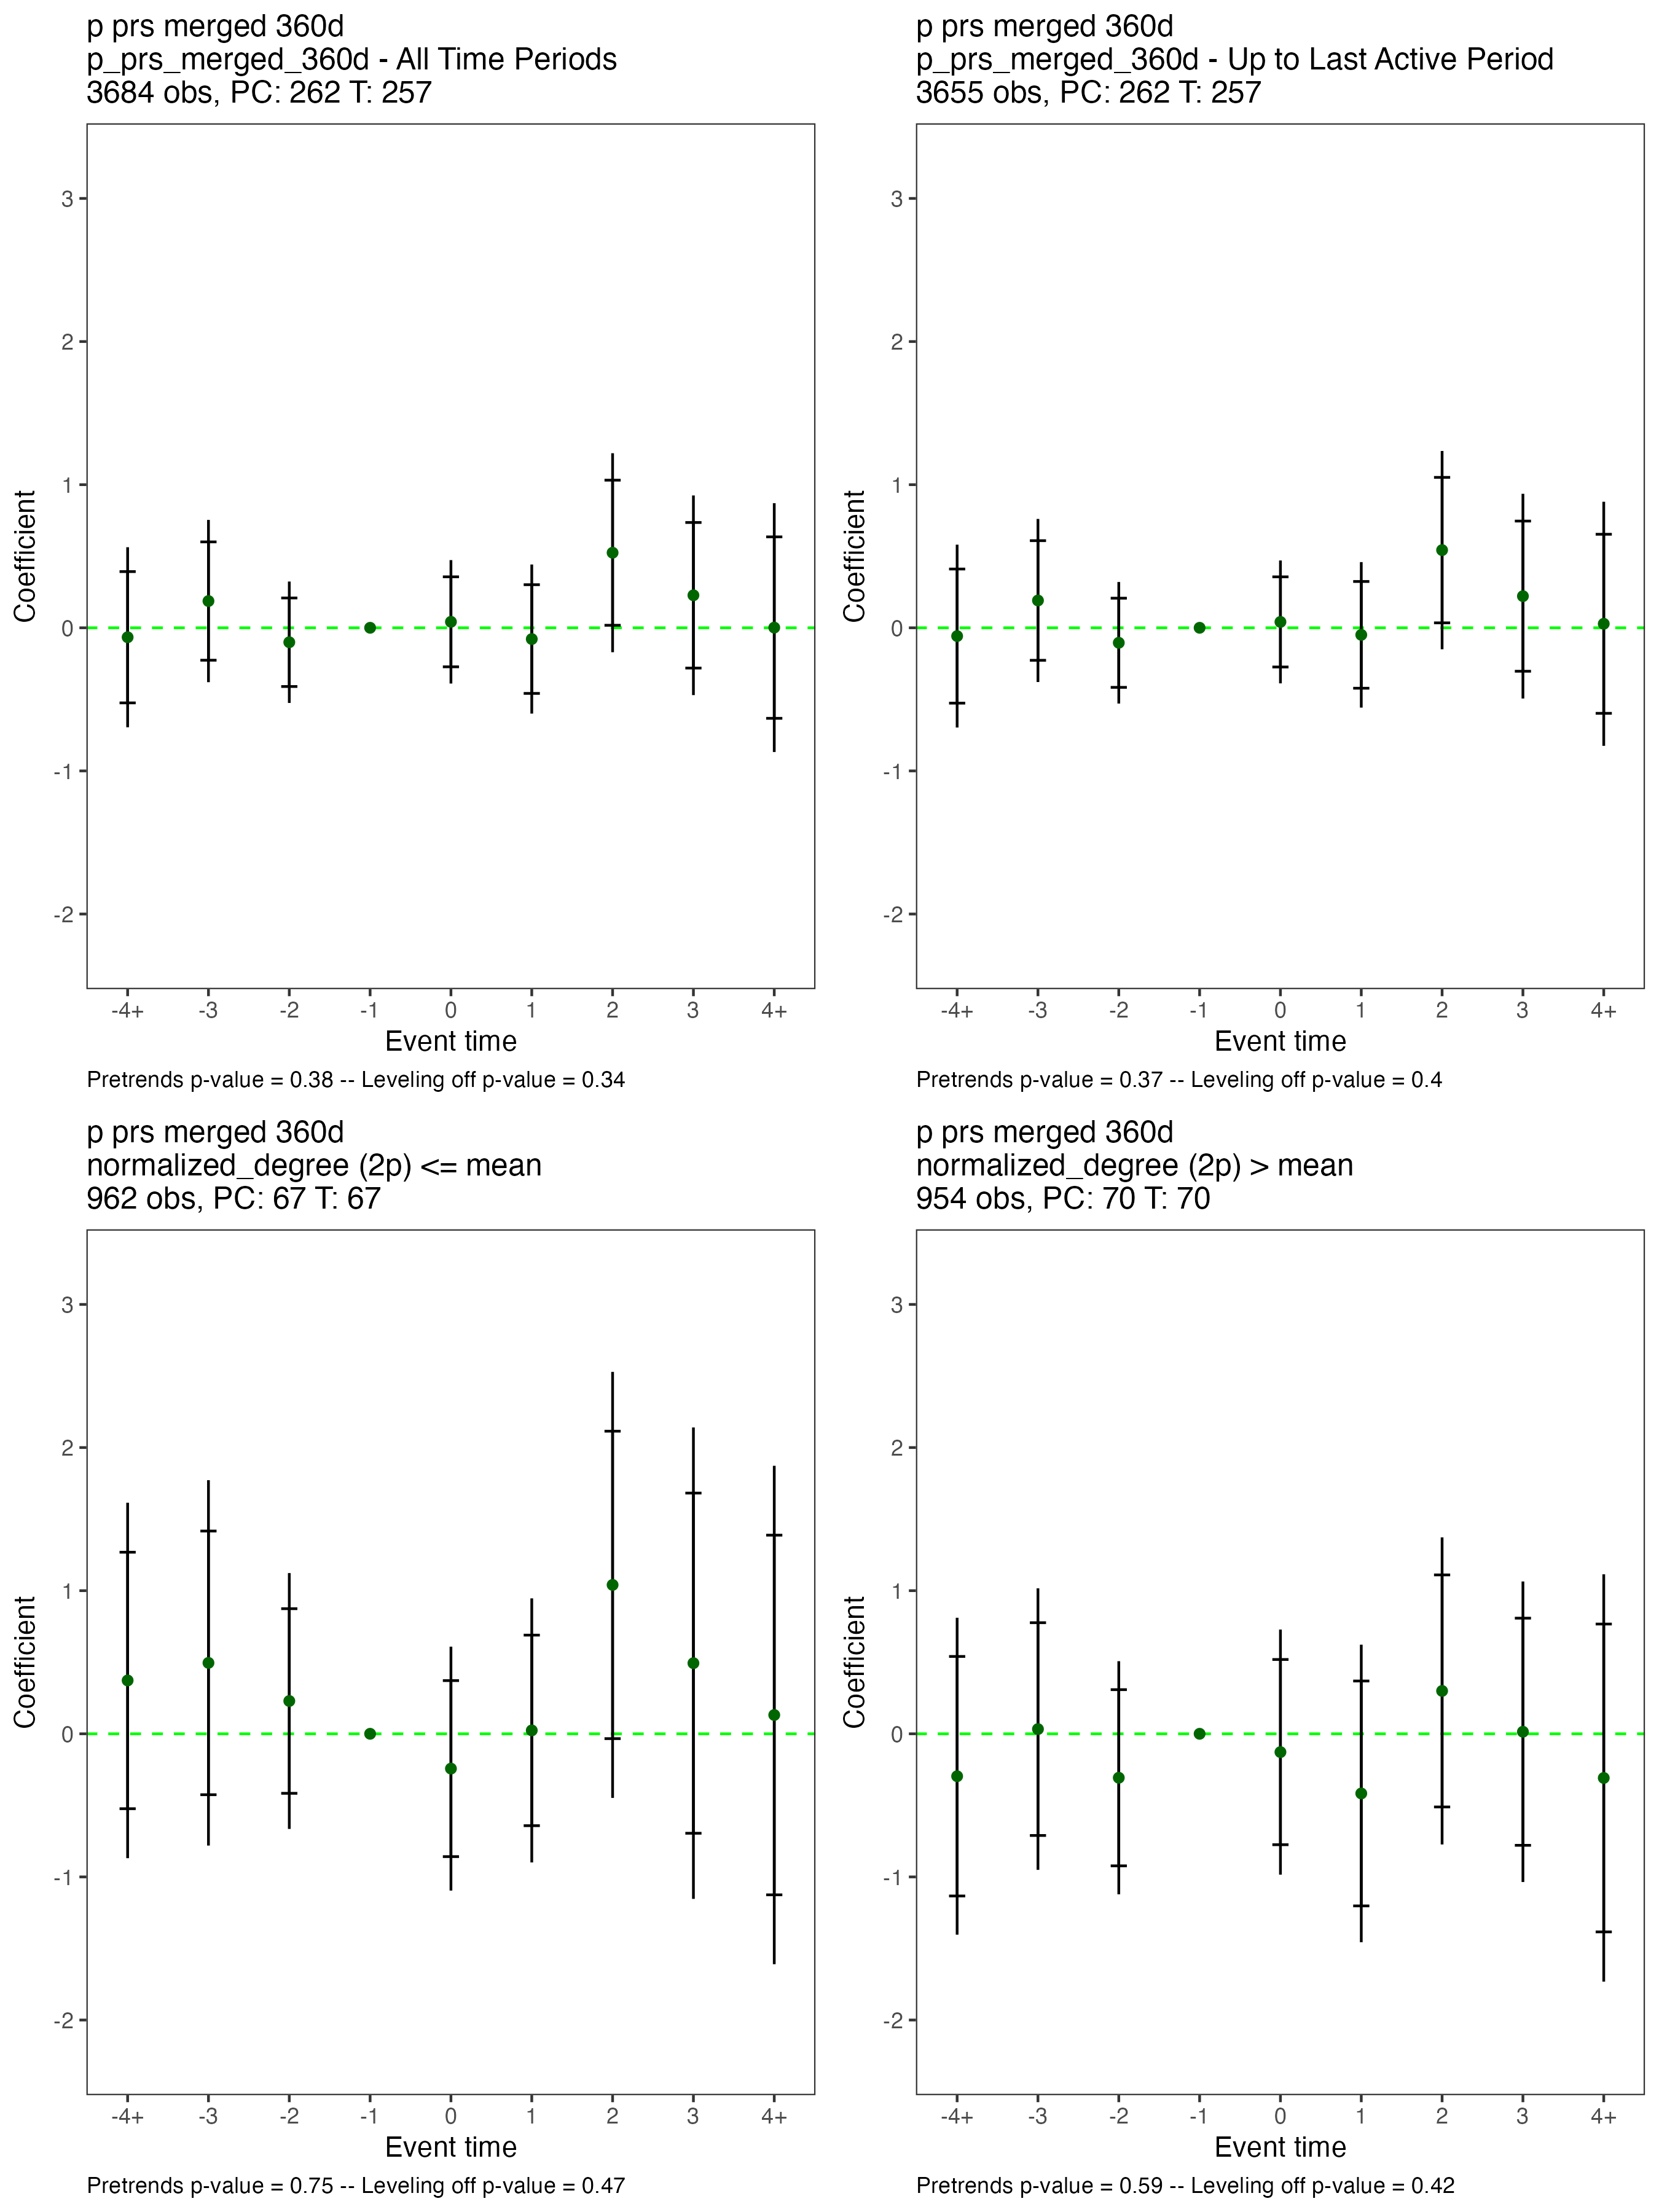 p prs merged 360d
p_prs_merged_360d - All Time Periods
3684 obs, PC: 262 T: 257
3
2
1
0
-1
-2
Coefficient
-4+ -3 -2 -1 0 1 2 3 4+
Event time
Pretrends p-value = 0.38 -- Leveling off p-value = 0.34
p prs merged 360d
p_prs_merged_360d - Up to Last Active Period
3655 obs, PC: 262 T: 257
3
2
1
0
-1
-2
Coefficient
-4+ -3 -2 -1 0 1 2 3 4+
Event time
Pretrends p-value = 0.37 -- Leveling off p-value = 0.4
p prs merged 360d
normalized_degree (2p) <= mean
962 obs, PC: 67 T: 67
3
2
1
0
-1
-2
Coefficient
-4+ -3 -2 -1 0 1 2 3 4+
Event time
Pretrends p-value = 0.75 -- Leveling off p-value = 0.47
p prs merged 360d
normalized_degree (2p) > mean
954 obs, PC: 70 T: 70
3
2
1
0
-1
-2
Coefficient
-4+ -3 -2 -1 0 1 2 3 4+
Event time
Pretrends p-value = 0.59 -- Leveling off p-value = 0.42